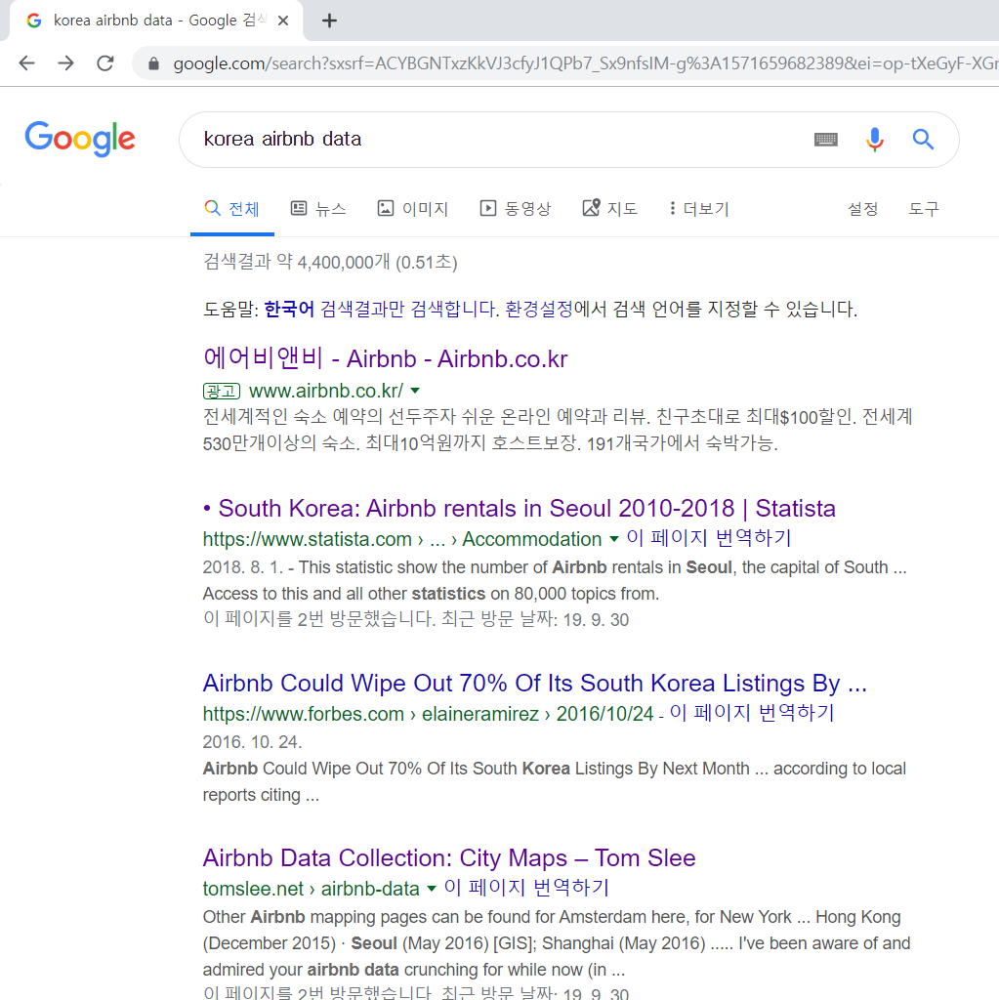 korea airbnb data - Google 검색
google.com/search?sxsrf=ACYBGNTxzKkVJ3cfyJ1QPb7_Sx9nfsIM-g%3A1571659682389&ei=op-tXeGyF-XGr
Google
korea airbnb data
전체 뉴스 이미지 동영상 지도 더보기 설정 도구
검색결과 약 4,400,000개 (0.51초)
도움말: 한국어 검색결과만 검색합니다. 환경설정에서 검색 언어를 지정할 수 있습니다.
에어비앤비 - Airbnb - Airbnb.co.kr
광고 www.airbnb.co.kr/
전세계적인 숙소 예약의 선두주자 쉬운 온라인 예약과 리뷰. 친구초대로 최대$100할인. 전세계
530만개이상의 숙소. 최대10억원까지 호스트보장. 191개국가에서 숙박가능.
• South Korea: Airbnb rentals in Seoul 2010-2018 | Statista
https://www.statista.com › ... › Accommodation 이 페이지 번역하기
2018. 8. 1. - This statistic show the number of Airbnb rentals in Seoul, the capital of South ...
Access to this and all other statistics on 80,000 topics from.
이 페이지를 2번 방문했습니다. 최근 방문 날짜: 19. 9. 30
Airbnb Could Wipe Out 70% Of Its South Korea Listings By ...
https://www.forbes.com › elaineramirez › 2016/10/24 - 이 페이지 번역하기
2016. 10. 24.
Airbnb Could Wipe Out 70% Of Its South Korea Listings By Next Month ... according to local
reports citing ...
Airbnb Data Collection: City Maps – Tom Slee
tomslee.net › airbnb-data 이 페이지 번역하기
Other Airbnb mapping pages can be found for Amsterdam here, for New York ... Hong Kong
(December 2015) · Seoul (May 2016) [GIS]; Shanghai (May 2016) ..... I've been aware of and
admired your airbnb data crunching for while now (in ...
이 페이지를 2번 방문했습니다. 최근 방문 날짜: 19. 9. 30